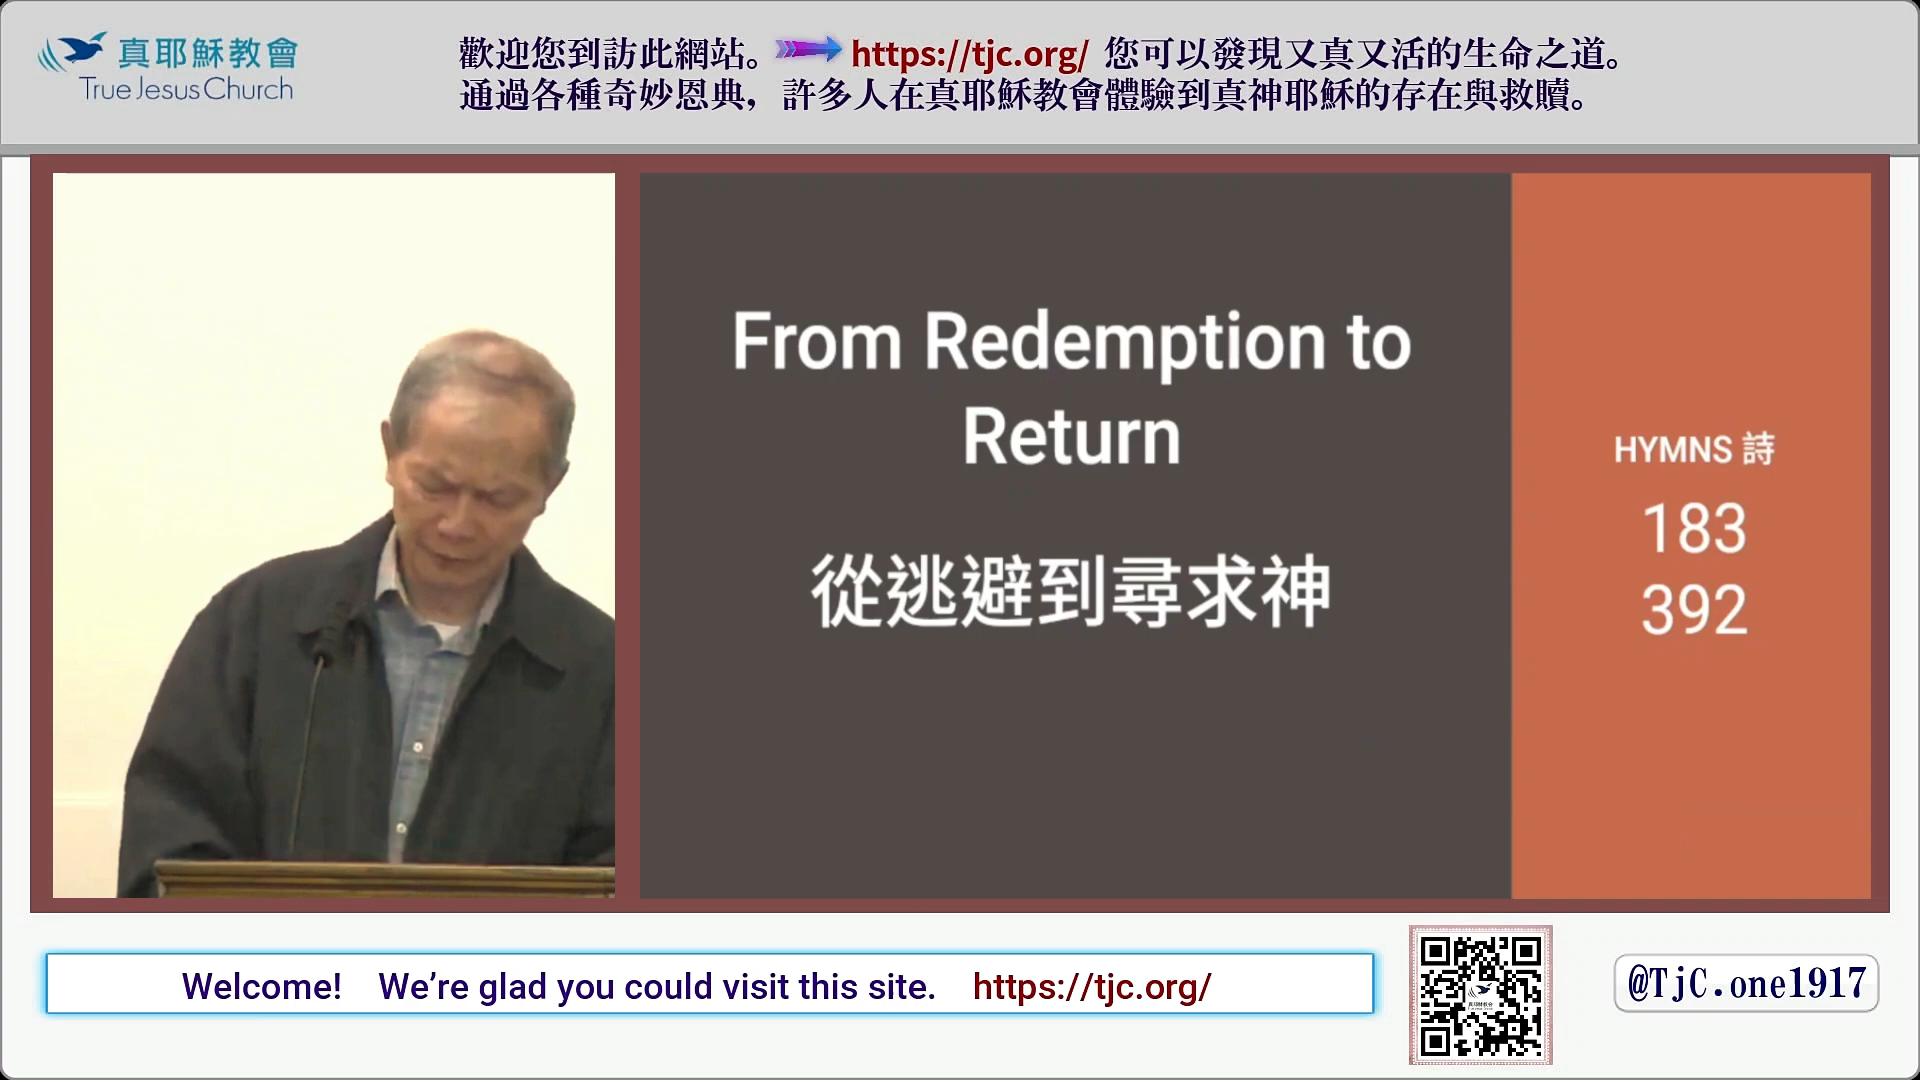 真耶穌教會
True Jesus Church
歡迎您到訪此網站。 https://tjc.org/ 您可以發現又真又活的生命之道。
通過各種奇妙恩典，許多人在真耶穌教會體驗到真神耶穌的存在與救贖。
From Redemption to
Return
從逃避到尋求神
HYMNS 詩
183
392
Welcome! We’re glad you could visit this site. https://tjc.org/
@TjC.one1917